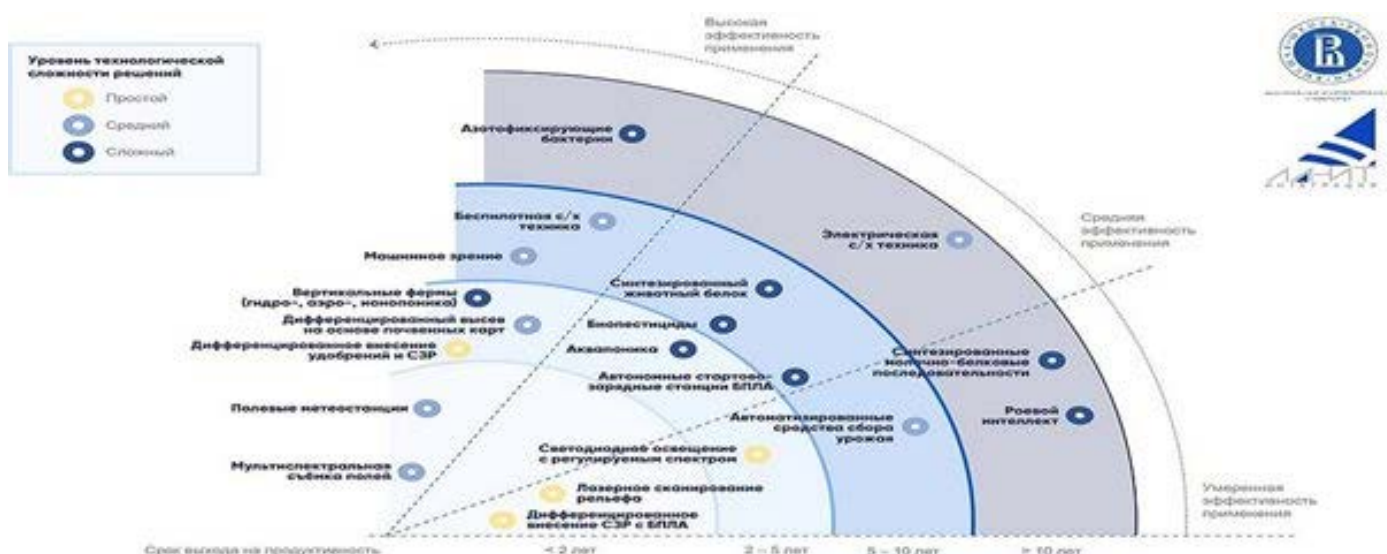 Уровень технологической
сложности решений
Простой
Средний
Сложный
Высокая
эффективность
применения
Азотофиксирующие
бактерии
Средняя
эффективность
применения
Беспилотная с/х
техника
Электрическая
с/х техника
Машинное зрение
Синтезированный
животный белок
Вертикальные фермы
(гидро-, аэро-, ионопоника)
Дифференцированный высев
на основе почвенных карт
Биопестициды
Дифференцированное внесение
удобрений и СЗР
Аквапоника
Синтезированные
молочно-белковые
последовательности
Автономные стартово-
зарядные станции БПЛА
Полевые метеостанции
Автоматизированные
средства сбора
урожая
Роевой
интеллект
Светодиодное освещение
с регулируемым спектром
Мультиспектральная
съёмка полей
Лазерное сканирование
рельефа
Умеренная
эффективность
применения
Дифференцированное
внесение СЗР с БПЛА
Срок выхода на продуктивность
< 2 лет
2 – 5 лет
5 – 10 лет
> 10 лет
ЛАНИТ
ИНТЕГРАЦИЯ